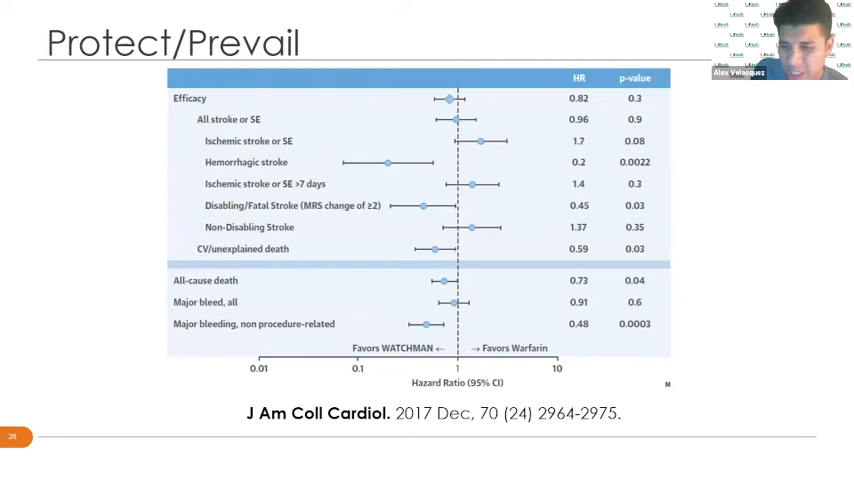 Protect/Prevail
Alex Velasquez
HR p-value
Efficacy 0.82 0.3
All stroke or SE 0.96 0.9
Ischemic stroke or SE 1.7 0.08
Hemorrhagic stroke 0.2 0.0022
Ischemic stroke or SE >7 days 1.4 0.3
Disabling/Fatal Stroke (MRS change of ≥2) 0.45 0.03
Non-Disabling Stroke 1.37 0.35
CV/unexplained death 0.59 0.03
All-cause death 0.73 0.04
Major bleed, all 0.91 0.6
Major bleeding, non procedure-related 0.48 0.0003
Favors WATCHMAN ← → Favors Warfarin
0.01 0.1 1 10
Hazard Ratio (95% CI)
M
J Am Coll Cardiol. 2017 Dec, 70 (24) 2964-2975.
26